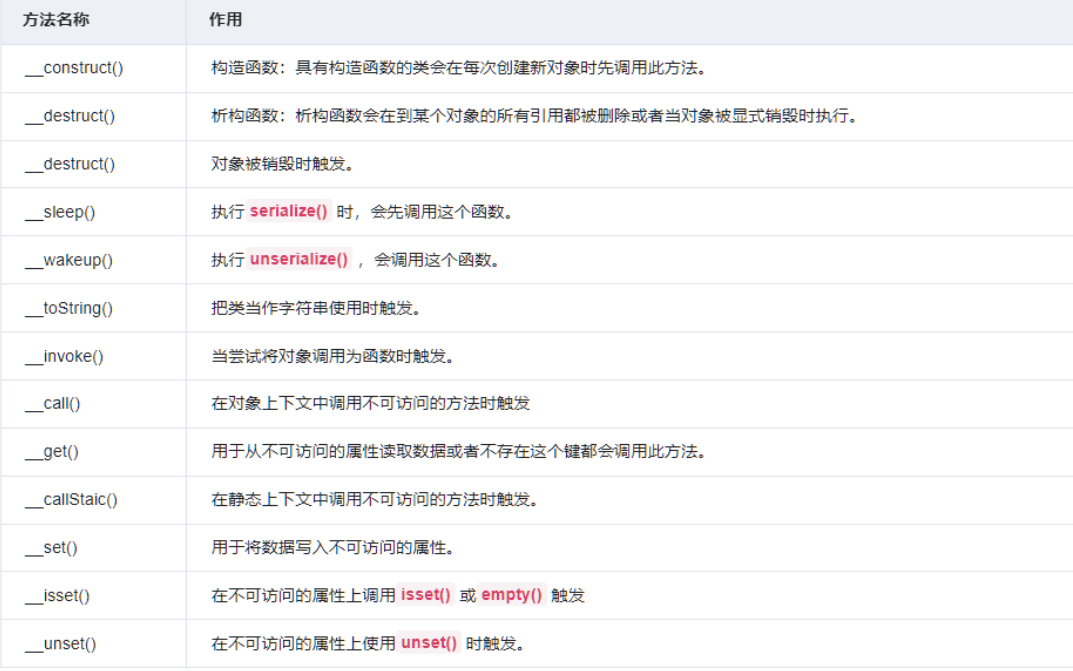 方法名称 作用
__construct() 构造函数：具有构造函数的类会在每次创建新对象时先调用此方法。
__destruct() 析构函数：析构函数会在到某个对象的所有引用都被删除或者当对象被显式销毁时执行。
__destruct() 对象被销毁时触发。
__sleep() 执行 serialize() 时，会先调用这个函数。
__wakeup() 执行 unserialize() ，会调用这个函数。
__toString() 把类当作字符串使用时触发。
__invoke() 当尝试将对象调用为函数时触发。
__call() 在对象上下文中调用不可访问的方法时触发
__get() 用于从不可访问的属性读取数据或者不存在这个键都会调用此方法。
__callStaic() 在静态上下文中调用不可访问的方法时触发。
__set() 用于将数据写入不可访问的属性。
__isset() 在不可访问的属性上调用 isset() 或 empty() 触发
__unset() 在不可访问的属性上使用 unset() 时触发。